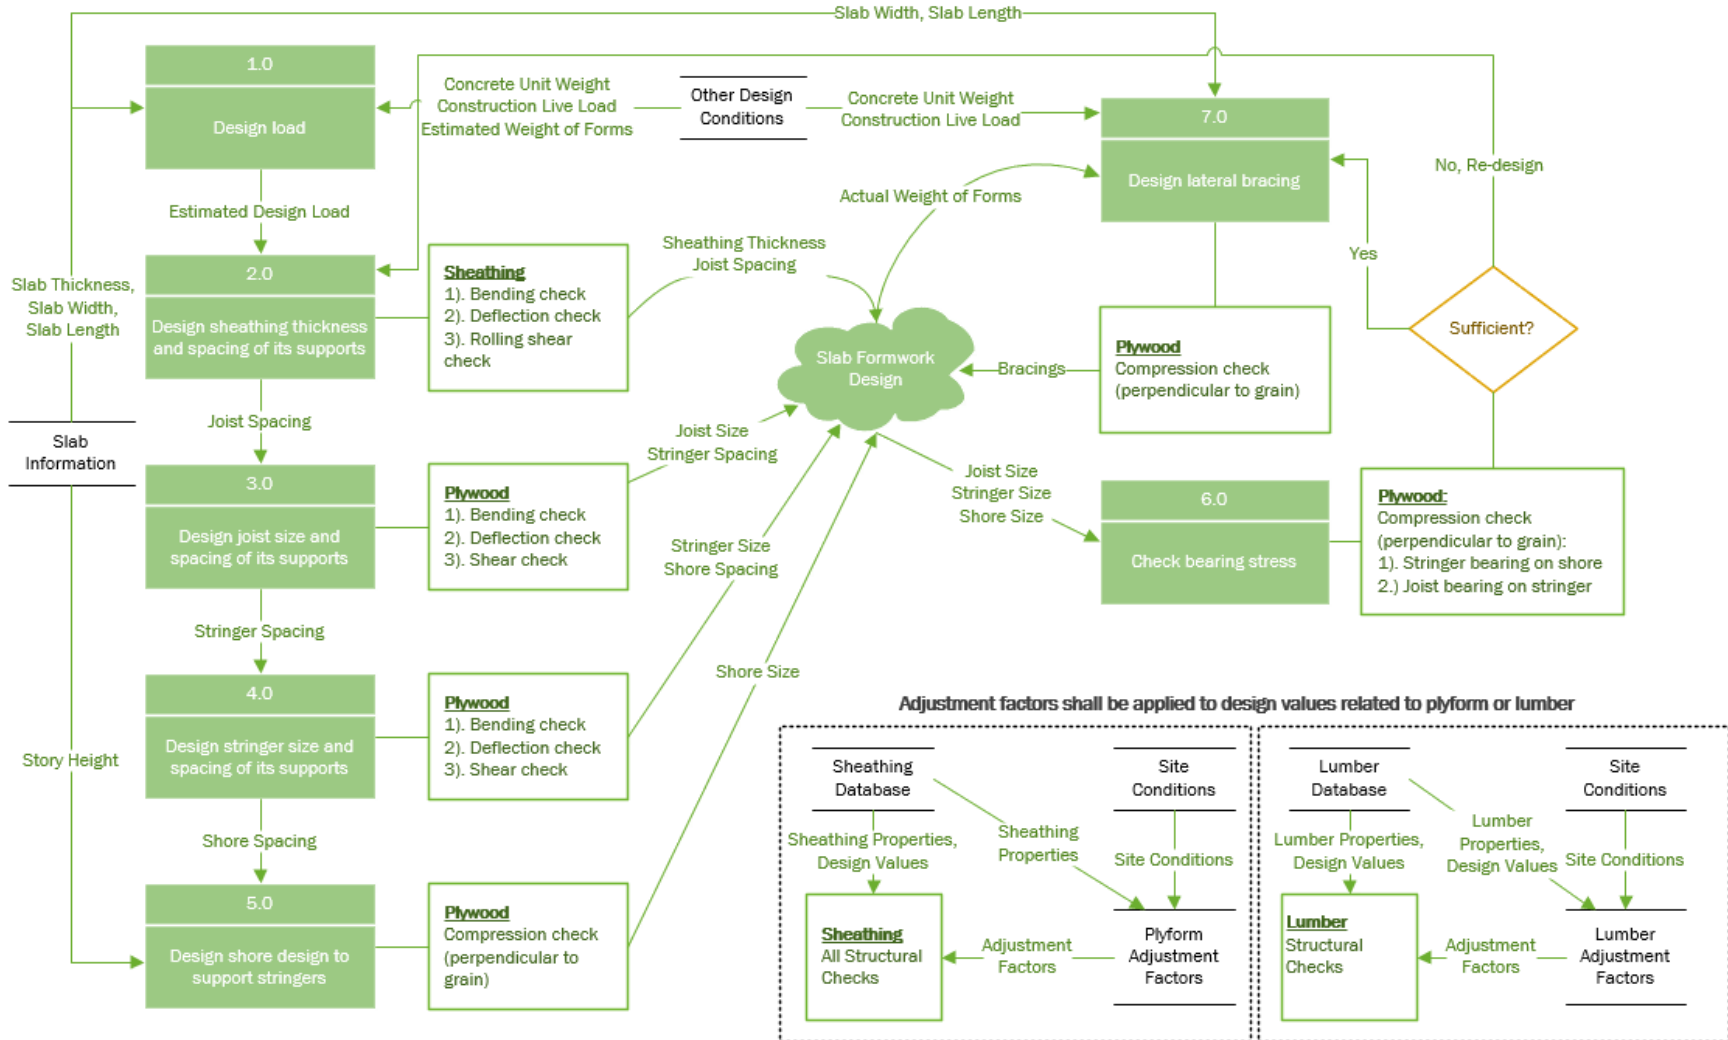 Slab Width, Slab Length
1.0
Design load
Concrete Unit Weight
Construction Live Load
Estimated Weight of Forms
Other Design
Conditions
Concrete Unit Weight
Construction Live Load
7.0
Design lateral bracing
No, Re-design
Estimated Design Load
Actual Weight of Forms
Yes
Slab Thickness,
Slab Width,
Slab Length
2.0
Design sheathing thickness
and spacing of its supports
Sheathing
1). Bending check
2). Deflection check
3). Rolling shear
check
Sheathing Thickness
Joist Spacing
Slab Formwork
Design
Bracings
Plywood
Compression check
(perpendicular to grain)
Sufficient?
Joist Spacing
Slab
Information
3.0
Design joist size and
spacing of its supports
Plywood
1). Bending check
2). Deflection check
3). Shear check
Joist Size
Stringer Spacing
Joist Size
Stringer Size
Shore Size
6.0
Check bearing stress
Plywood:
Compression check
(perpendicular to grain):
1). Stringer bearing on shore
2.) Joist bearing on stringer
Stringer Size
Shore Spacing
Stringer Spacing
4.0
Design stringer size and
spacing of its supports
Plywood
1). Bending check
2). Deflection check
3). Shear check
Shore Size
Story Height
Shore Spacing
5.0
Design shore design to
support stringers
Plywood
Compression check
(perpendicular to
grain)
Adjustment factors shall be applied to design values related to plyform or lumber
Sheathing
Database
Site
Conditions
Sheathing Properties,
Design Values
Sheathing
Properties
Site Conditions
Sheathing
All Structural
Checks
Adjustment
Factors
Plyform
Adjustment
Factors
Lumber
Database
Site
Conditions
Lumber Properties,
Design Values
Lumber
Properties,
Design Values
Site Conditions
Lumber
Structural
Checks
Adjustment
Factors
Lumber
Adjustment
Factors